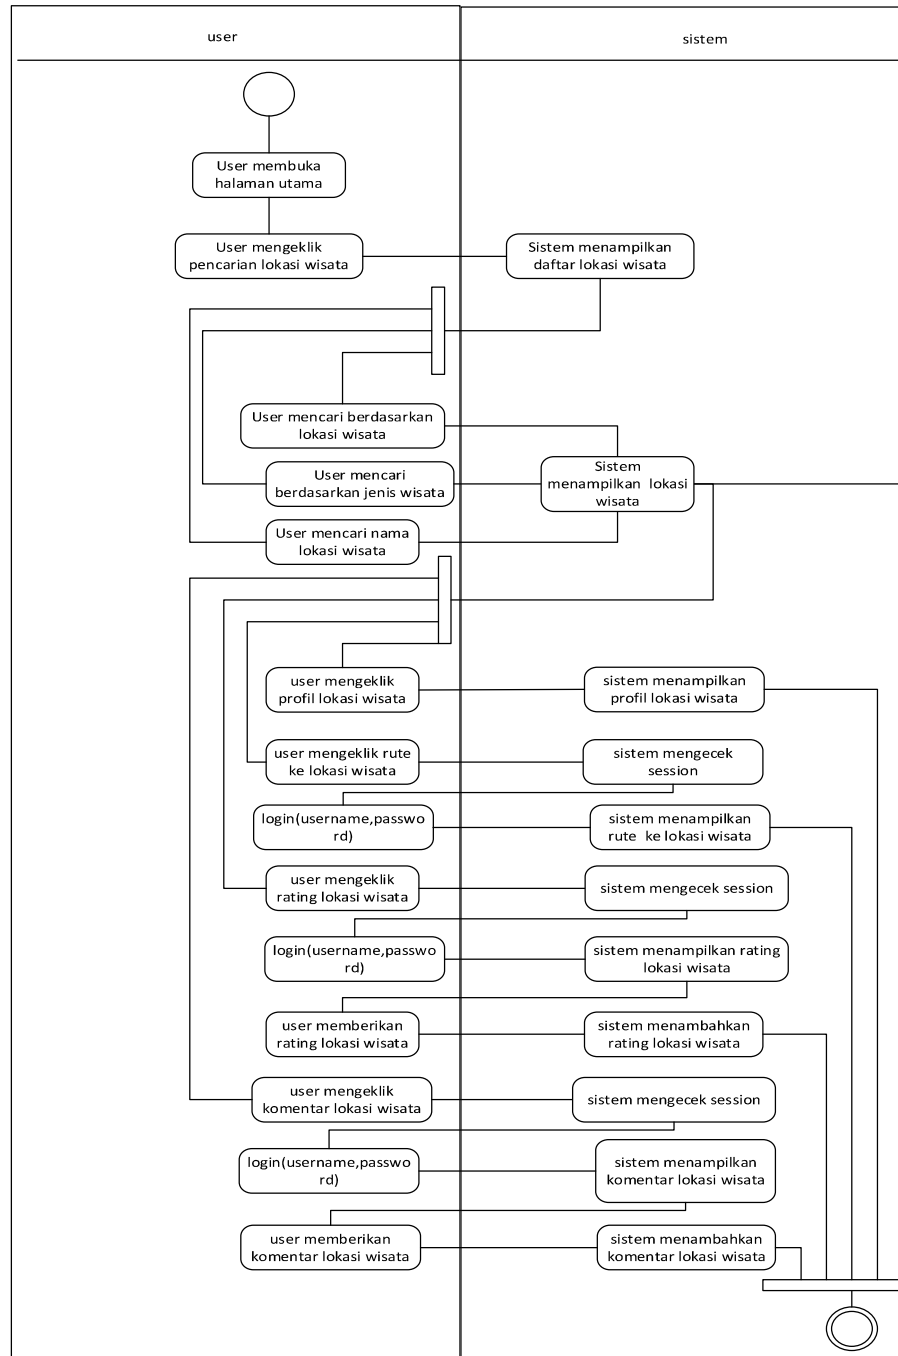 user
sistem
User membuka
halaman utama
User mengeklik
pencarian lokasi wisata
Sistem menampilkan
daftar lokasi wisata
User mencari berdasarkan
lokasi wisata
User mencari
berdasarkan jenis wisata
Sistem
menampilkan lokasi
wisata
User mencari nama
lokasi wisata
user mengeklik
profil lokasi wisata
sistem menampilkan
profil lokasi wisata
user mengeklik rute
ke lokasi wisata
sistem mengecek
session
login(username,passwo
rd)
sistem menampilkan
rute ke lokasi wisata
user mengeklik
rating lokasi wisata
sistem mengecek session
login(username,passwo
rd)
sistem menampilkan rating
lokasi wisata
user memberikan
rating lokasi wisata
sistem menambahkan
rating lokasi wisata
user mengeklik
komentar lokasi wisata
sistem mengecek session
login(username,passwo
rd)
sistem menampilkan
komentar lokasi wisata
user memberikan
komentar lokasi wisata
sistem menambahkan
komentar lokasi wisata